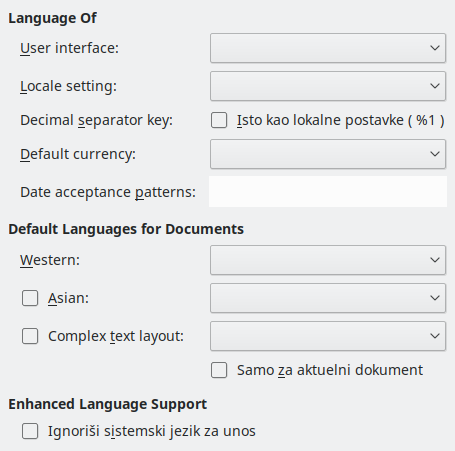 Language Of
User interface:
Locale setting:
Decimal separator key: Isto kao lokalne postavke ( %1 )
Default currency:
Date acceptance patterns:
Default Languages for Documents
Western:
Asian:
Complex text layout:
Samo za aktuelni dokument
Enhanced Language Support
Ignoriši sistemski jezik za unos